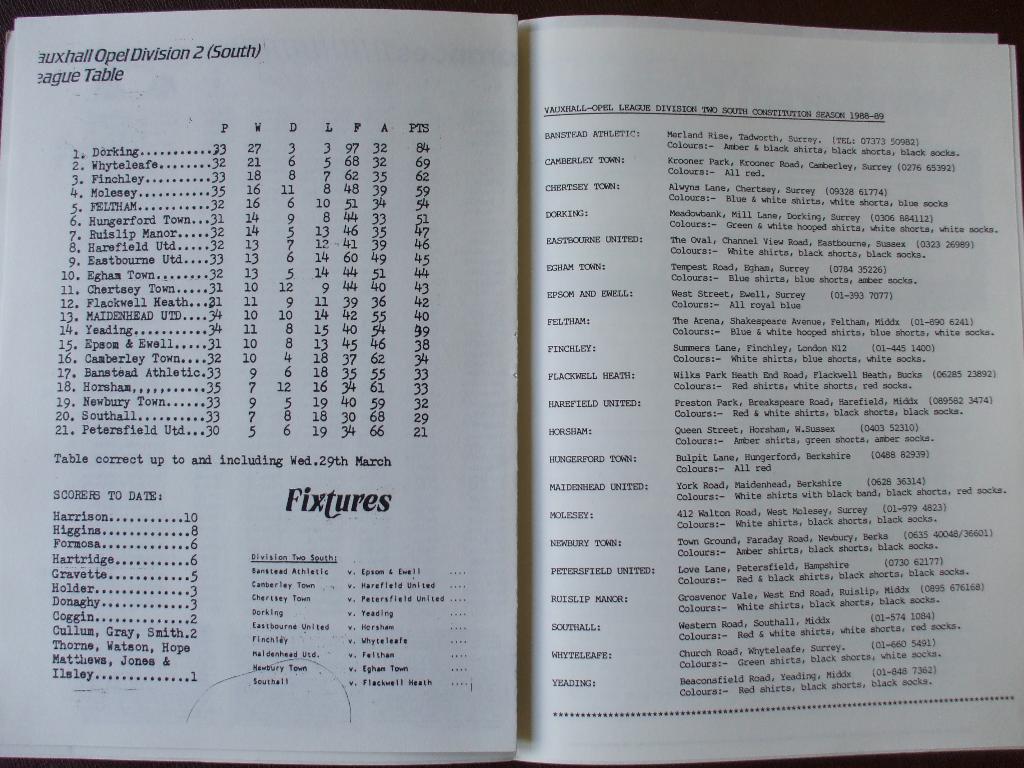 auxhall Opel Division 2 (South)
eague Table
P W D L F A PTS
1. Dorking............33 27 3 3 97 32 84
2. Whyteleafe........32 21 6 5 68 32 69
3. Finchley..........33 18 8 7 62 35 62
4. Molesey...........35 16 11 8 48 39 59
5. FELTHAM...........32 16 6 10 51 34 54
6. Hungerford Town...31 14 9 8 44 33 51
7. Ruislip Manor.....32 14 5 13 46 35 47
8. Harefield Utd.....32 13 7 12 41 39 46
9. Eastbourne Utd....33 13 6 14 60 49 45
10. Egham Town........32 13 5 14 44 51 44
11. Chertsey Town.....31 10 12 9 44 40 43
12. Flackwell Heath...31 11 9 11 39 36 42
13. MAIDENHEAD UTD....34 10 10 14 42 55 40
14. Yeading...........34 11 8 15 40 54 39
15. Epsom & Ewell.....31 10 8 13 45 46 38
16. Camberley Town....32 10 4 18 37 62 34
17. Banstead Athletic.33 9 6 18 35 55 33
18. Horsham,,,,,,.....35 7 12 16 34 61 33
19. Newbury Town......33 9 5 19 40 59 32
20. Southall..........33 7 8 18 30 68 29
21. Petersfield Utd...30 5 6 19 34 66 21
Table correct up to and including Wed.29th March
SCORERS TO DATE:
Harrison...........10
Higgins.............8
Formosa.............6
Hartridge...........6
Gravette............5
Holder..............3
Donaghy.............3
Coggin..............2
Cullum, Gray, Smith.2
Thorne, Watson, Hope
Matthews, Jones &
Ilsley..............1
Fixtures
Division Two South:
Banstead Athletic v. Epsom & Ewell ....
Camberley Town v. Harefield United ....
Chertsey Town v. Petersfield United ....
Dorking v. Yeading ....
Eastbourne United v. Horsham ....
Finchley v. Whyteleafe ....
Maidenhead Utd. v. Feltham ....
Newbury Town v. Egham Town ....
Southall v. Flackwell Heath ....
VAUXHALL-OPEL LEAGUE DIVISION TWO SOUTH CONSTITUTION SEASON 1988-89
BANSTEAD ATHLETIC: Merland Rise, Tadworth, Surrey. (TEL: 07373 50982)
Colours:- Amber & black shirts, black shorts, black socks.
CAMBERLEY TOWN: Krooner Park, Krooner Road, Camberley, Surrey (0276 65392)
Colours:- All red.
CHERTSEY TOWN: Alwyns Lane, Chertsey, Surrey (09328 61774)
Colours:- Blue & white shirts, white shorts, blue socks
DORKING: Meadowbank, Mill Lane, Dorking, Surrey (0306 884112)
Colours:- Green & white hooped shirts, white shorts, white socks.
EASTBOURNE UNITED: The Oval, Channel View Road, Eastbourne, Sussex (0323 26989)
Colours:- White shirts, black shorts, black socks.
EGHAM TOWN: Tempest Road, Egham, Surrey (0784 35226)
Colours:- Blue shirts, blue shorts, amber socks.
EPSOM AND EWELL: West Street, Ewell, Surrey (01-393 7077)
Colours:- All royal blue
FELTHAM: The Arena, Shakespeare Avenue, Feltham, Middx (01-890 6241)
Colours:- Blue & white hooped shirts, blue shorts, white socks.
FINCHLEY: Summers Lane, Finchley, London N12 (01-445 1400)
Colours:- White shirts, blue shorts, white socks.
FLACKWELL HEATH: Wilks Park Heath End Road, Flackwell Heath, Bucks (06285 23892)
Colours:- Red shirts, white shorts, red socks.
HAREFIELD UNITED: Preston Park, Breakspeare Road, Harefield, Middx (089582 3474)
Colours:- Red & white shirts, black shorts, black socks.
HORSHAM: Queen Street, Horsham, W.Sussex (0403 52310)
Colours:- Amber shirts, green shorts, amber socks.
HUNGERFORD TOWN: Bulpit Lane, Hungerford, Berkshire (0488 82939)
Colours:- All red
MAIDENHEAD UNITED: York Road, Maidenhead, Berkshire (0628 36314)
Colours:- White shirts with black band, black shorts, red socks.
MOLESEY: 412 Walton Road, West Molesey, Surrey (01-979 4823)
Colours:- White shirts, black shorts, black socks.
NEWBURY TOWN: Town Ground, Faraday Road, Newbury, Berks (0635 40048/36601)
Colours:- Amber shirts, black shorts, black socks.
PETERSFIELD UNITED: Love Lane, Petersfield, Hampshire (0730 62177)
Colours:- Red & black shirts, black shorts, black socks.
RUISLIP MANOR: Grosvenor Vale, West End Road, Ruislip, Middx (0895 676168)
Colours:- White shirts, black shorts, black socks.
SOUTHALL: Western Road, Southall, Middx (01-574 1084)
Colours:- Red & white shirts, white shorts, red socks.
WHYTELEAFE: Church Road, Whyteleafe, Surrey. (01-660 5491)
Colours:- Green shirts, black shorts, white socks.
YEADING: Beaconsfield Road, Yeading, Middx (01-848 7362)
Colours:- Red shirts, black shorts, black socks.